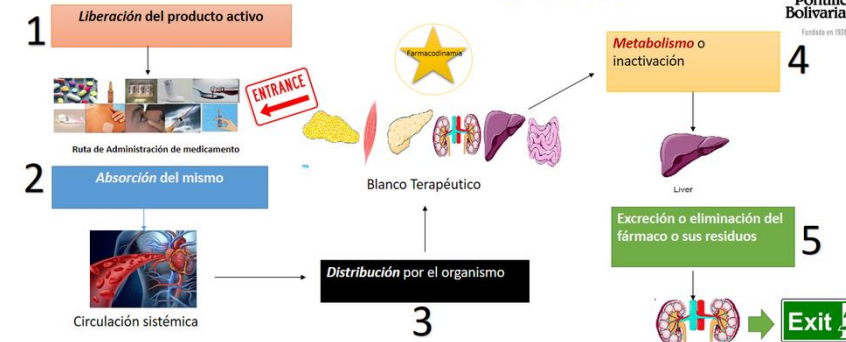 1
Liberación del producto activo
ENTRANCE
Ruta de Administración de medicamento
2
Absorción del mismo
Circulación sistémica
Distribución por el organismo
3
Farmacodinamia
Blanco Terapéutico
Bolivaria
Fundada en 1936
Metabolismo o
inactivación
4
Liver
Excreción o eliminación del
fármaco o sus residuos
5
Exit